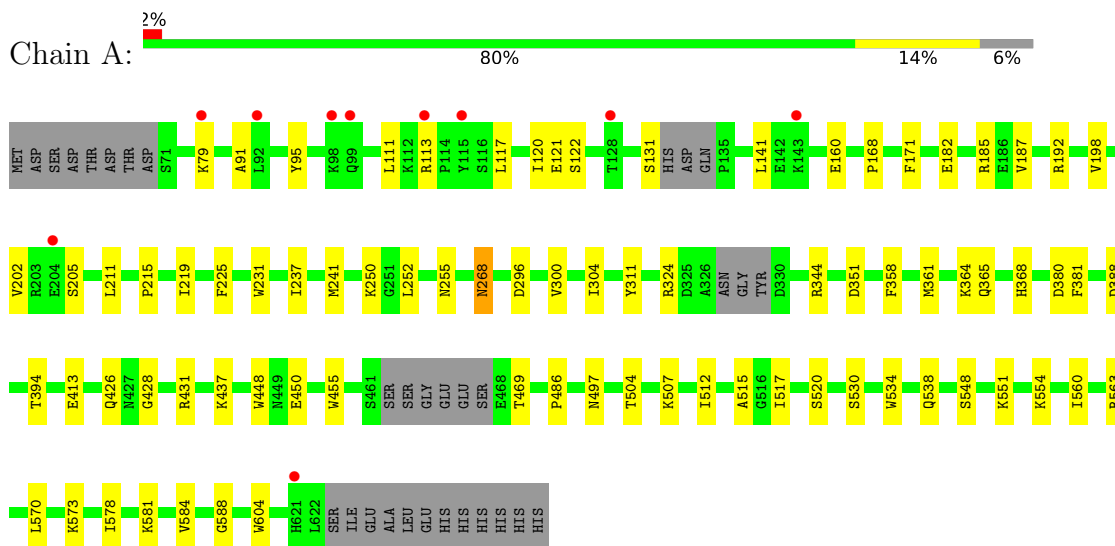 2%
Chain A:
80% 14% 6%
MET ASP SER ASP THR ASP THR ASP S71 K79 A91 L92 Y95 K98 Q99 L111 K112 R113 P114 Y115 S116 L117 I120 E121 S122 T128 S131 HIS ASP GLN P135 L141 E142 K143 E160 P168 F171 E182 R185 E186 V187 R192 V198
V202 R203 E204 S205 L211 P215 I219 F225 W231 I237 M241 K250 G251 L252 N255 N268 D296 V300 I304 Y311 R324 D325 A326 ASN GLY TYR D330 R344 D351 F358 M361 K364 Q365 H368 D380 F381 D388
T394 E413 Q426 N427 G428 R431 K437 W448 N449 E450 W455 S461 SER SER GLY GLU GLU SER E468 T469 P486 N497 T504 K507 I512 A515 G516 I517 S520 S530 W534 Q538 S548 K551 K554 I560 R563
L570 K573 I578 K581 V584 G588 W604 H621 L622 SER ILE GLU ALA LEU GLU HIS HIS HIS HIS HIS HIS